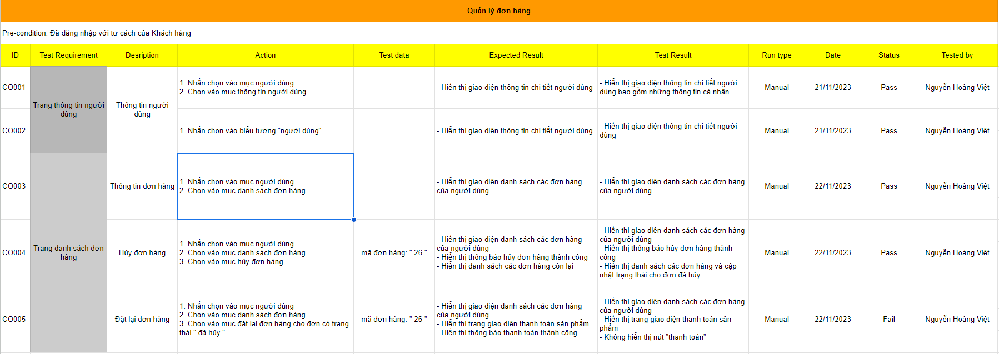 Quản lý đơn hàng
Pre-condition: Đã đăng nhập với tư cách của Khách hàng
ID Test Requirement Desription Action Test data Expected Result Test Result Run type Date Status Tested by
CO001
Trang thông tin người
dùng
Thông tin người
dùng
1. Nhấn chọn vào mục người dùng
2. Chọn vào mục thông tin người dùng
- Hiển thị giao diện thông tin chi tiết người dùng
- Hiển thị giao diện thông tin chi tiết người
dùng bao gồm những thông tin cá nhân
Manual
21/11/2023
Pass
Nguyễn Hoàng Việt
CO002
1. Nhấn chọn vào biểu tượng "người dùng"
- Hiển thị giao diện thông tin chi tiết người dùng
- Hiển thị giao diện thông tin chi tiết người
dùng
Manual
21/11/2023
Pass
Nguyễn Hoàng Việt
CO003
Trang danh sách đơn
hàng
Thông tin đơn hàng
1. Nhấn chọn vào mục người dùng
2. Chọn vào mục danh sách đơn hàng
- Hiển thị giao diện danh sách các đơn hàng
của người dùng
- Hiển thị giao diện danh sách các đơn hàng
của người dùng
Manual
22/11/2023
Pass
Nguyễn Hoàng Việt
CO004
Hủy đơn hàng
1. Nhấn chọn vào mục người dùng
2. Chọn vào mục danh sách đơn hàng
3. Chọn vào mục hủy đơn hàng
mã đơn hàng: " 26 "
- Hiển thị giao diện danh sách các đơn hàng
của người dùng
- Hiển thị thông báo hủy đơn hàng thành công
- Hiển thị danh sách các đơn hàng còn lại
- Hiển thị giao diện danh sách các đơn hàng
của người dùng
- Hiển thị thông báo hủy đơn hàng thành
công
- Hiển thị danh sách các đơn hàng và cập
nhật trạng thái cho đơn đã hủy
Manual
22/11/2023
Pass
Nguyễn Hoàng Việt
CO005
Đặt lại đơn hàng
1. Nhấn chọn vào mục người dùng
2. Chọn vào mục danh sách đơn hàng
3. Chọn vào mục đặt lại đơn hàng cho đơn có trạng
thái " đã hủy "
mã đơn hàng: " 26 "
- Hiển thị giao diện danh sách các đơn hàng
của người dùng
- Hiển thị trang giao diện thanh toán sản phẩm
- Hiển thị thông báo thanh toán thành công
- Hiển thị giao diện danh sách các đơn hàng
của người dùng
- Hiển thị trang giao diện thanh toán sản
phẩm
- Không hiển thị nút "thanh toán"
Manual
22/11/2023
Fail
Nguyễn Hoàng Việt